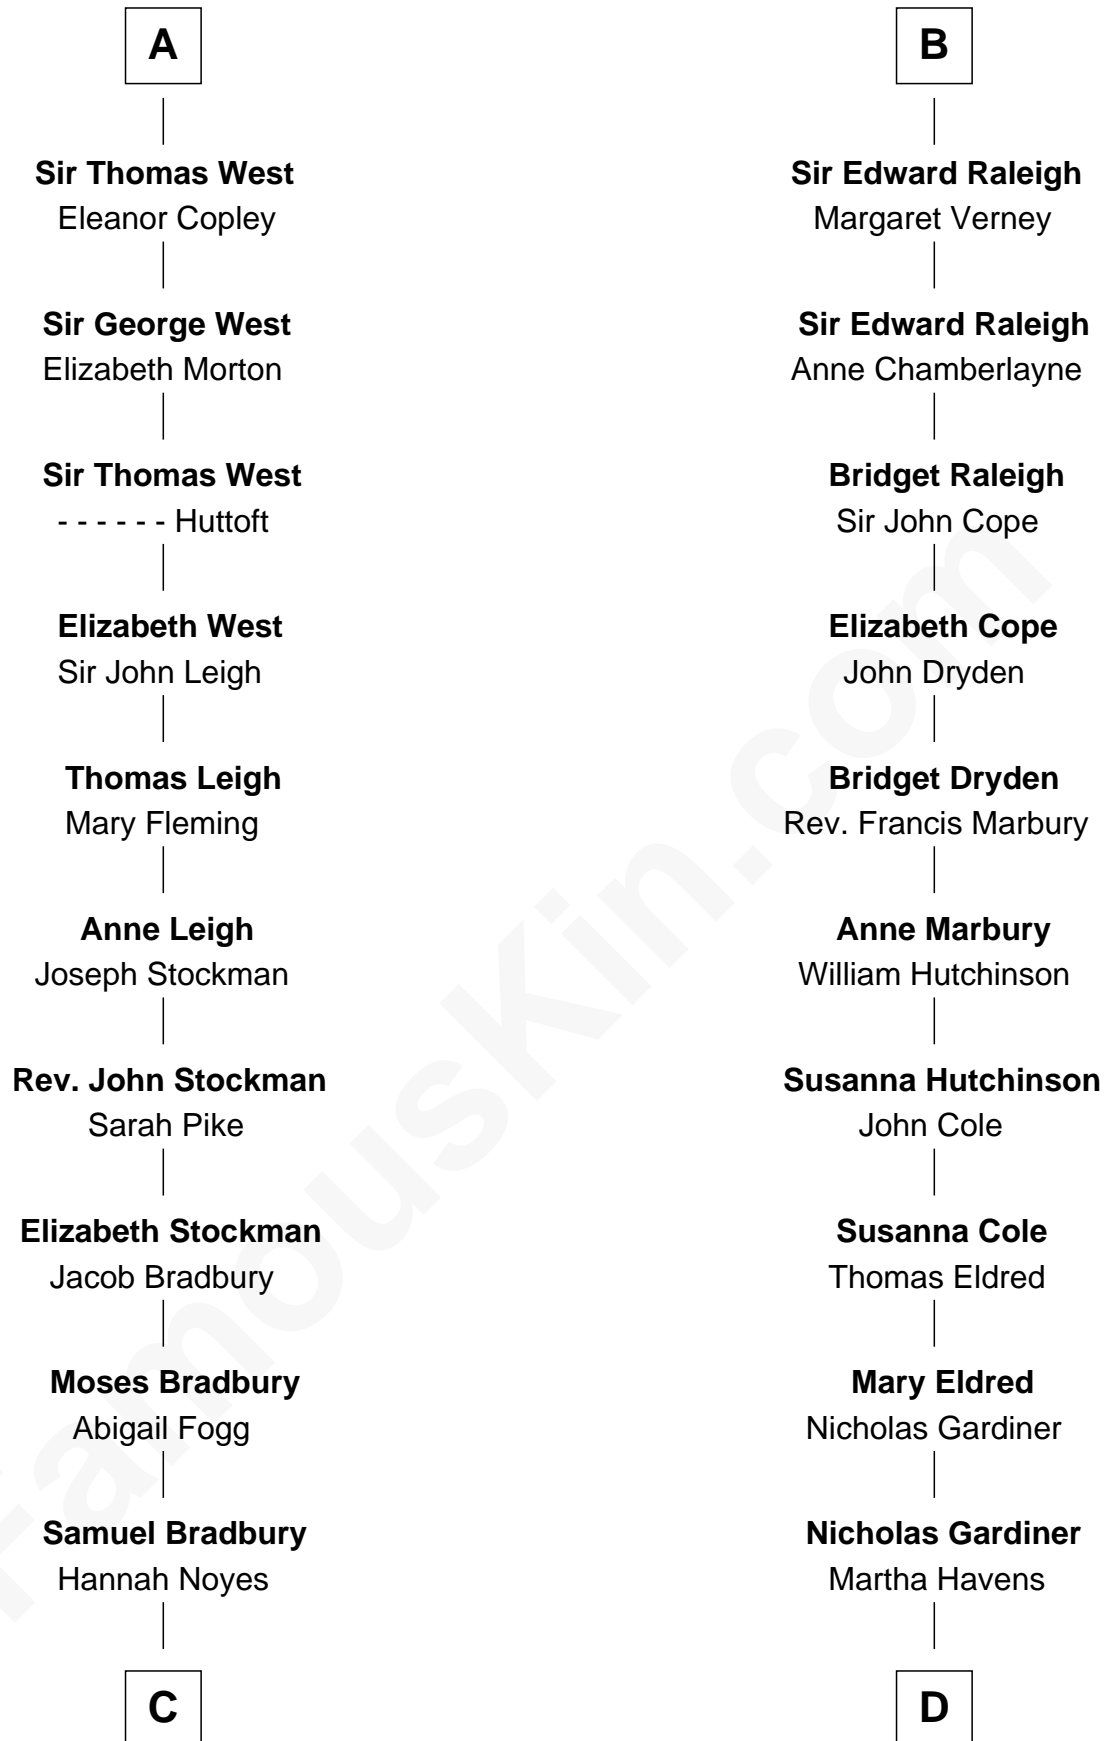 A
Sir Thomas West
Eleanor Copley
Sir George West
Elizabeth Morton
Sir Thomas West
- - - - - - Huttoft
Elizabeth West
Sir John Leigh
Thomas Leigh
Mary Fleming
Anne Leigh
Joseph Stockman
Rev. John Stockman
Sarah Pike
Elizabeth Stockman
Jacob Bradbury
Moses Bradbury
Abigail Fogg
Samuel Bradbury
Hannah Noyes
C
B
Sir Edward Raleigh
Margaret Verney
Sir Edward Raleigh
Anne Chamberlayne
Bridget Raleigh
Sir John Cope
Elizabeth Cope
John Dryden
Bridget Dryden
Rev. Francis Marbury
Anne Marbury
William Hutchinson
Susanna Hutchinson
John Cole
Susanna Cole
Thomas Eldred
Mary Eldred
Nicholas Gardiner
Nicholas Gardiner
Martha Havens
D
FamousKin.com